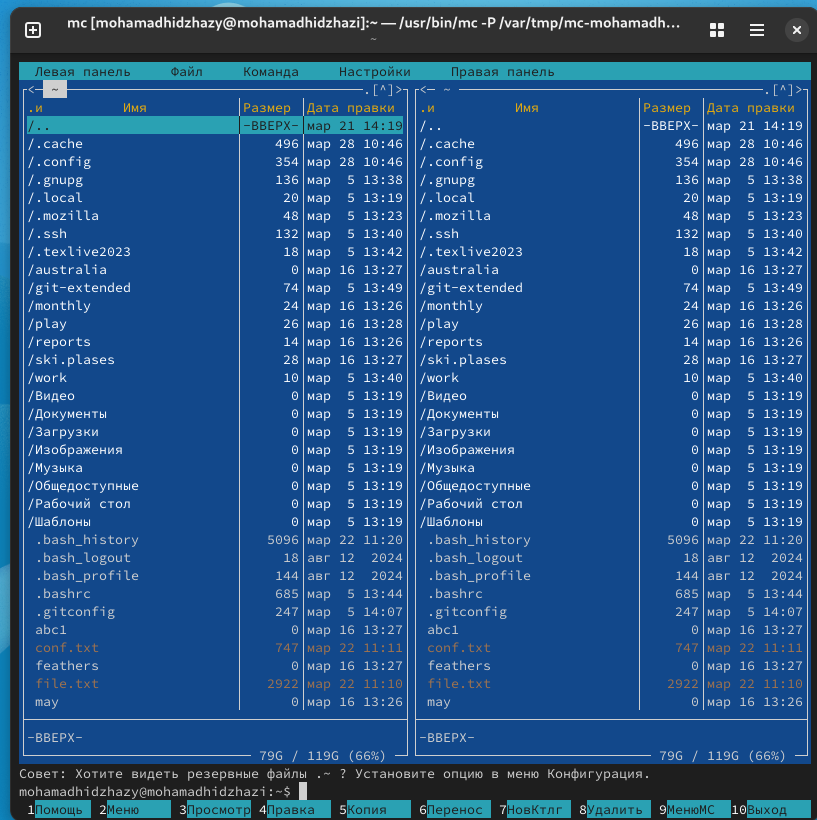 mc [mohamadhidzhazy@mohamadhidzhazi]:~ — /usr/bin/mc -P /var/tmp/mc-mohamadh…
~
Левая панель Файл Команда Настройки Правая панель
<- ~ .[^]> <- ~ .[^]>
.и Имя Размер Дата правки .и Имя Размер Дата правки
/.. -ВВЕРХ- мар 21 14:19 /.. -ВВЕРХ- мар 21 14:19
/.cache 496 мар 28 10:46 /.cache 496 мар 28 10:46
/.config 354 мар 28 10:46 /.config 354 мар 28 10:46
/.gnupg 136 мар 5 13:38 /.gnupg 136 мар 5 13:38
/.local 20 мар 5 13:19 /.local 20 мар 5 13:19
/.mozilla 48 мар 5 13:23 /.mozilla 48 мар 5 13:23
/.ssh 132 мар 5 13:40 /.ssh 132 мар 5 13:40
/.texlive2023 18 мар 5 13:42 /.texlive2023 18 мар 5 13:42
/australia 0 мар 16 13:27 /australia 0 мар 16 13:27
/git-extended 74 мар 5 13:49 /git-extended 74 мар 5 13:49
/monthly 24 мар 16 13:26 /monthly 24 мар 16 13:26
/play 26 мар 16 13:28 /play 26 мар 16 13:28
/reports 14 мар 16 13:26 /reports 14 мар 16 13:26
/ski.plases 28 мар 16 13:27 /ski.plases 28 мар 16 13:27
/work 10 мар 5 13:40 /work 10 мар 5 13:40
/Видео 0 мар 5 13:19 /Видео 0 мар 5 13:19
/Документы 0 мар 5 13:19 /Документы 0 мар 5 13:19
/Загрузки 0 мар 5 13:19 /Загрузки 0 мар 5 13:19
/Изображения 0 мар 5 13:19 /Изображения 0 мар 5 13:19
/Музыка 0 мар 5 13:19 /Музыка 0 мар 5 13:19
/Общедоступные 0 мар 5 13:19 /Общедоступные 0 мар 5 13:19
/Рабочий стол 0 мар 5 13:19 /Рабочий стол 0 мар 5 13:19
/Шаблоны 0 мар 5 13:19 /Шаблоны 0 мар 5 13:19
.bash_history 5096 мар 22 11:20 .bash_history 5096 мар 22 11:20
.bash_logout 18 авг 12 2024 .bash_logout 18 авг 12 2024
.bash_profile 144 авг 12 2024 .bash_profile 144 авг 12 2024
.bashrc 685 мар 5 13:44 .bashrc 685 мар 5 13:44
.gitconfig 247 мар 5 14:07 .gitconfig 247 мар 5 14:07
abc1 0 мар 16 13:27 abc1 0 мар 16 13:27
conf.txt 747 мар 22 11:11 conf.txt 747 мар 22 11:11
feathers 0 мар 16 13:27 feathers 0 мар 16 13:27
file.txt 2922 мар 22 11:10 file.txt 2922 мар 22 11:10
may 0 мар 16 13:26 may 0 мар 16 13:26
-ВВЕРХ- -ВВЕРХ-
79G / 119G (66%) 79G / 119G (66%)
Совет: Хотите видеть резервные файлы .~ ? Установите опцию в меню Конфигурация.
mohamadhidzhazy@mohamadhidzhazi:~$
1Помощь 2Меню 3Просмотр 4Правка 5Копия 6Перенос 7НовКтлг 8Удалить 9МенюМС 10Выход